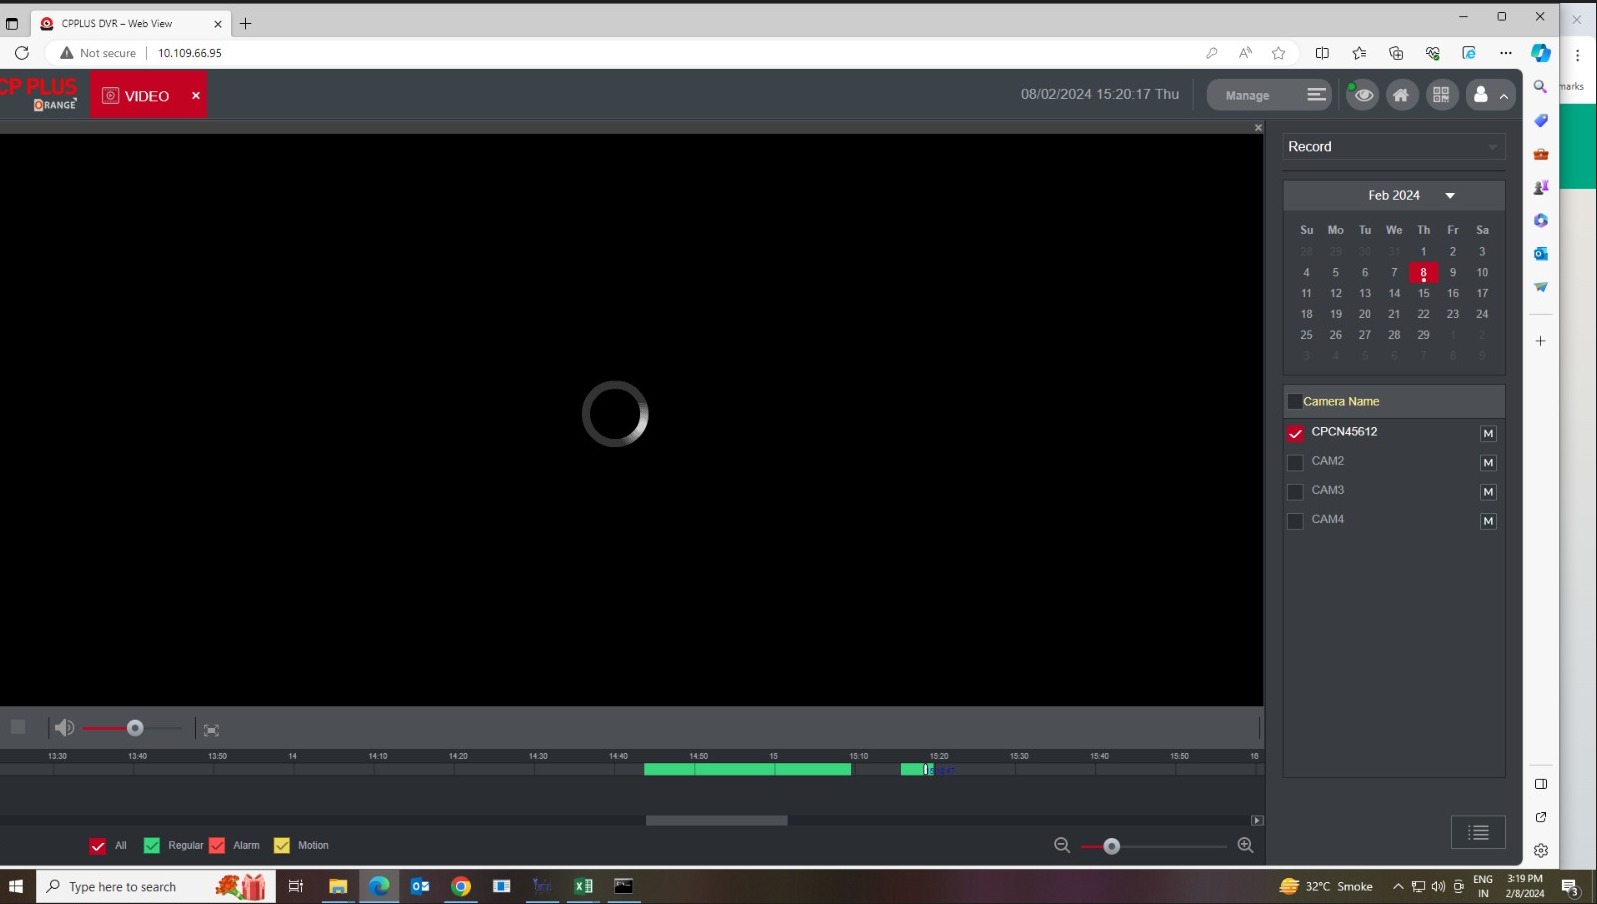 CPPLUS DVR – Web View
Not secure
10.109.66.95
CP PLUS
ORANGE
VIDEO
08/02/2024 15:20:17 Thu
Manage
marks
Record
Feb 2024
Su Mo Tu We Th Fr Sa
28 29 30 31 1 2 3
4 5 6 7 8 9 10
11 12 13 14 15 16 17
18 19 20 21 22 23 24
25 26 27 28 29 1 2
3 4 5 6 7 8 9
Camera Name
CPCN45612 M
CAM2 M
CAM3 M
CAM4 M
13:30 13:40 13:50 14 14:10 14:20 14:30 14:40 14:50 15 15:10 15:20 15:30 15:40 15:50 16
All Regular Alarm Motion
Type here to search
32°C Smoke
ENG
IN
3:19 PM
2/8/2024
3